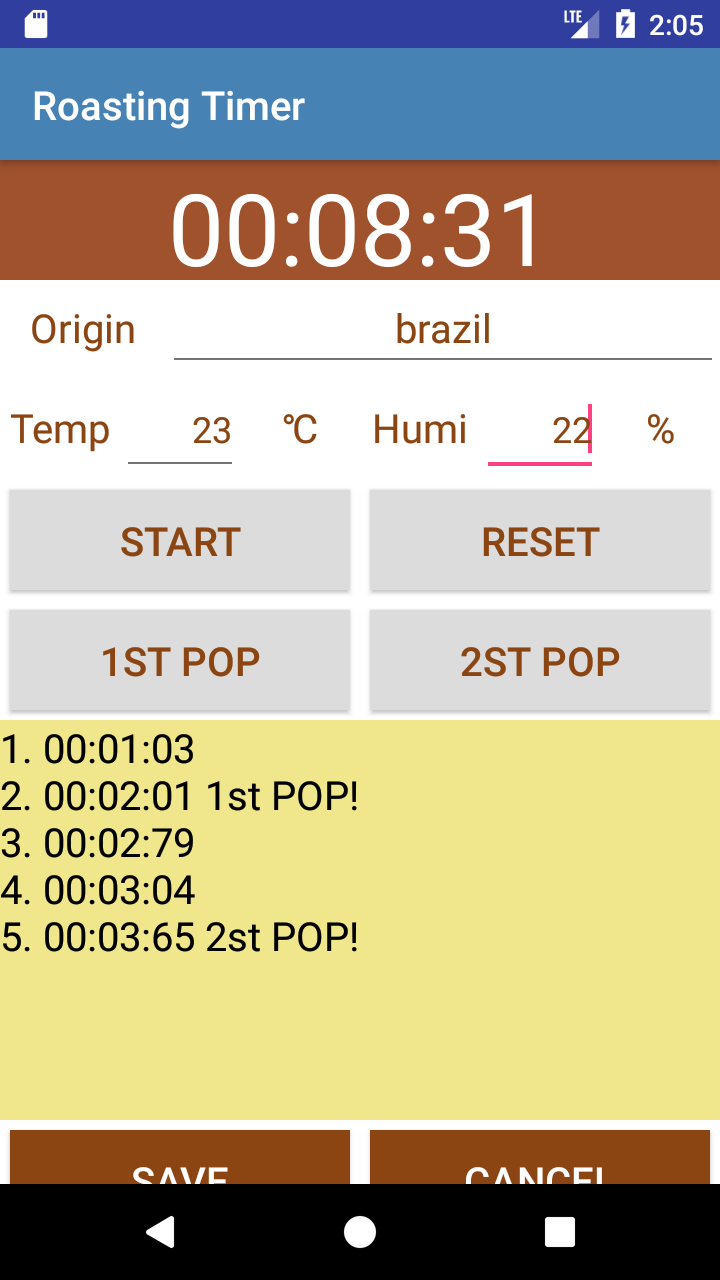 LTE 2:05
Roasting Timer
00:08:31
Origin brazil
Temp 23 ℃ Humi 22 %
START RESET
1ST POP 2ST POP
1. 00:01:03
2. 00:02:01 1st POP!
3. 00:02:79
4. 00:03:04
5. 00:03:65 2st POP!
SAVE CANCEL